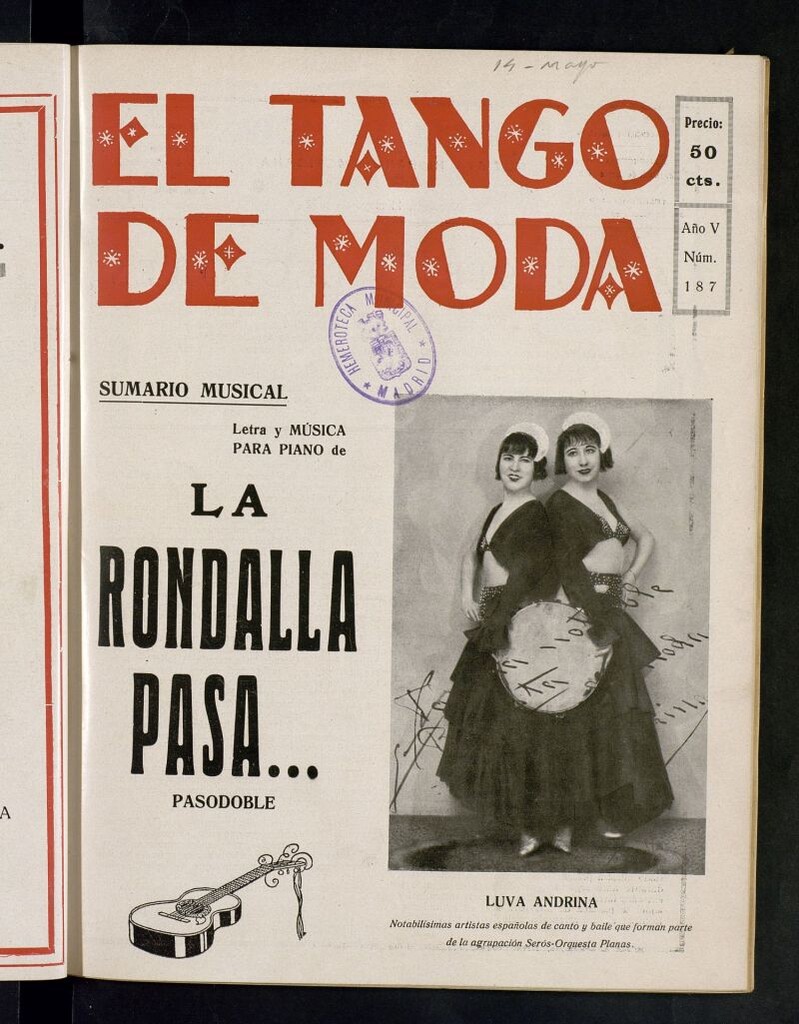 14 - Mayo
EL TANGO
DE MODA
Precio:
50
cts.
Año V
Núm.
187
HEMEROTECA MUNICIPAL
* MADRID *
SUMARIO MUSICAL
Letra y MÚSICA
PARA PIANO de
LA
RONDALLA
PASA...
PASODOBLE
LUVA ANDRINA
Notabilísimas artistas españolas de canto y baile que forman parte
de la agrupación Serós-Orquesta Planas.
A